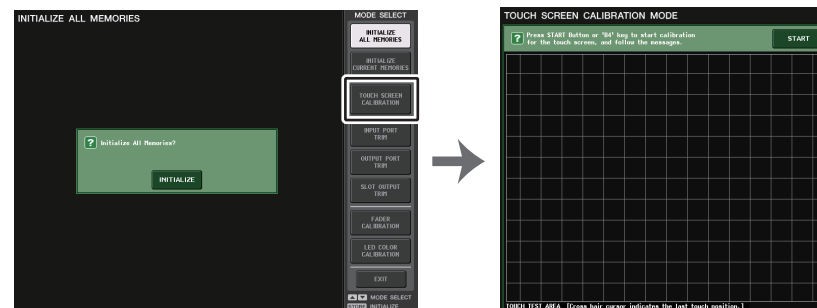 INITIALIZE ALL MEMORIES
Initialize All Memories?
INITIALIZE
MODE SELECT
INITIALIZE
ALL MEMORIES
INITIALIZE
CURRENT MEMORIES
TOUCH SCREEN
CALIBRATION
INPUT PORT
TRIM
OUTPUT PORT
TRIM
SLOT OUTPUT
TRIM
FADER
CALIBRATION
LED COLOR
CALIBRATION
EXIT
MODE SELECT
STORE INITIALIZE
TOUCH SCREEN CALIBRATION MODE
Press START Button or 'B4' key to start calibration
for the touch screen, and follow the messages.
START
TOUCH TEST AREA [Cross hair cursor indicates the last touch position.]